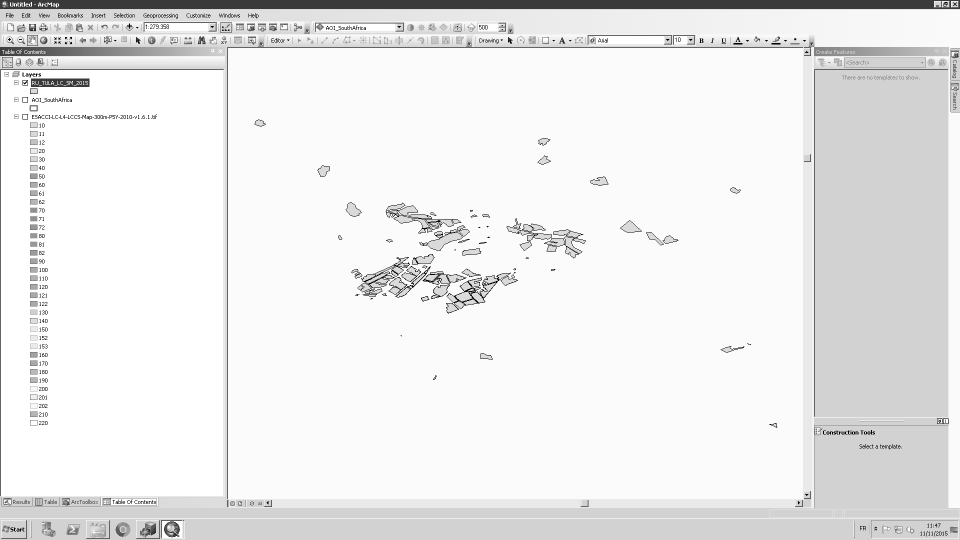 Untitled - ArcMap
File Edit View Bookmarks Insert Selection Geoprocessing Customize Windows Help
1:279.358 AOI_SouthAfrica 500
Editor Drawing Arial 10 B I U A
Table Of Contents
Layers
RU_TULA_LC_SM_2015
AOI_SouthAfrica
ESACCI-LC-L4-LCCS-Map-300m-P5Y-2010-v1.6.1.tif
10
11
12
20
30
40
50
60
61
62
70
71
72
80
81
82
90
100
110
120
121
122
130
140
150
152
153
160
170
180
190
200
201
202
210
220
Results Table ArcToolbox Table Of Contents
Create Features
<Search>
There are no templates to show.
Construction Tools
Select a template.
Catalog
Search
Start
FR
11:47
11/11/2015